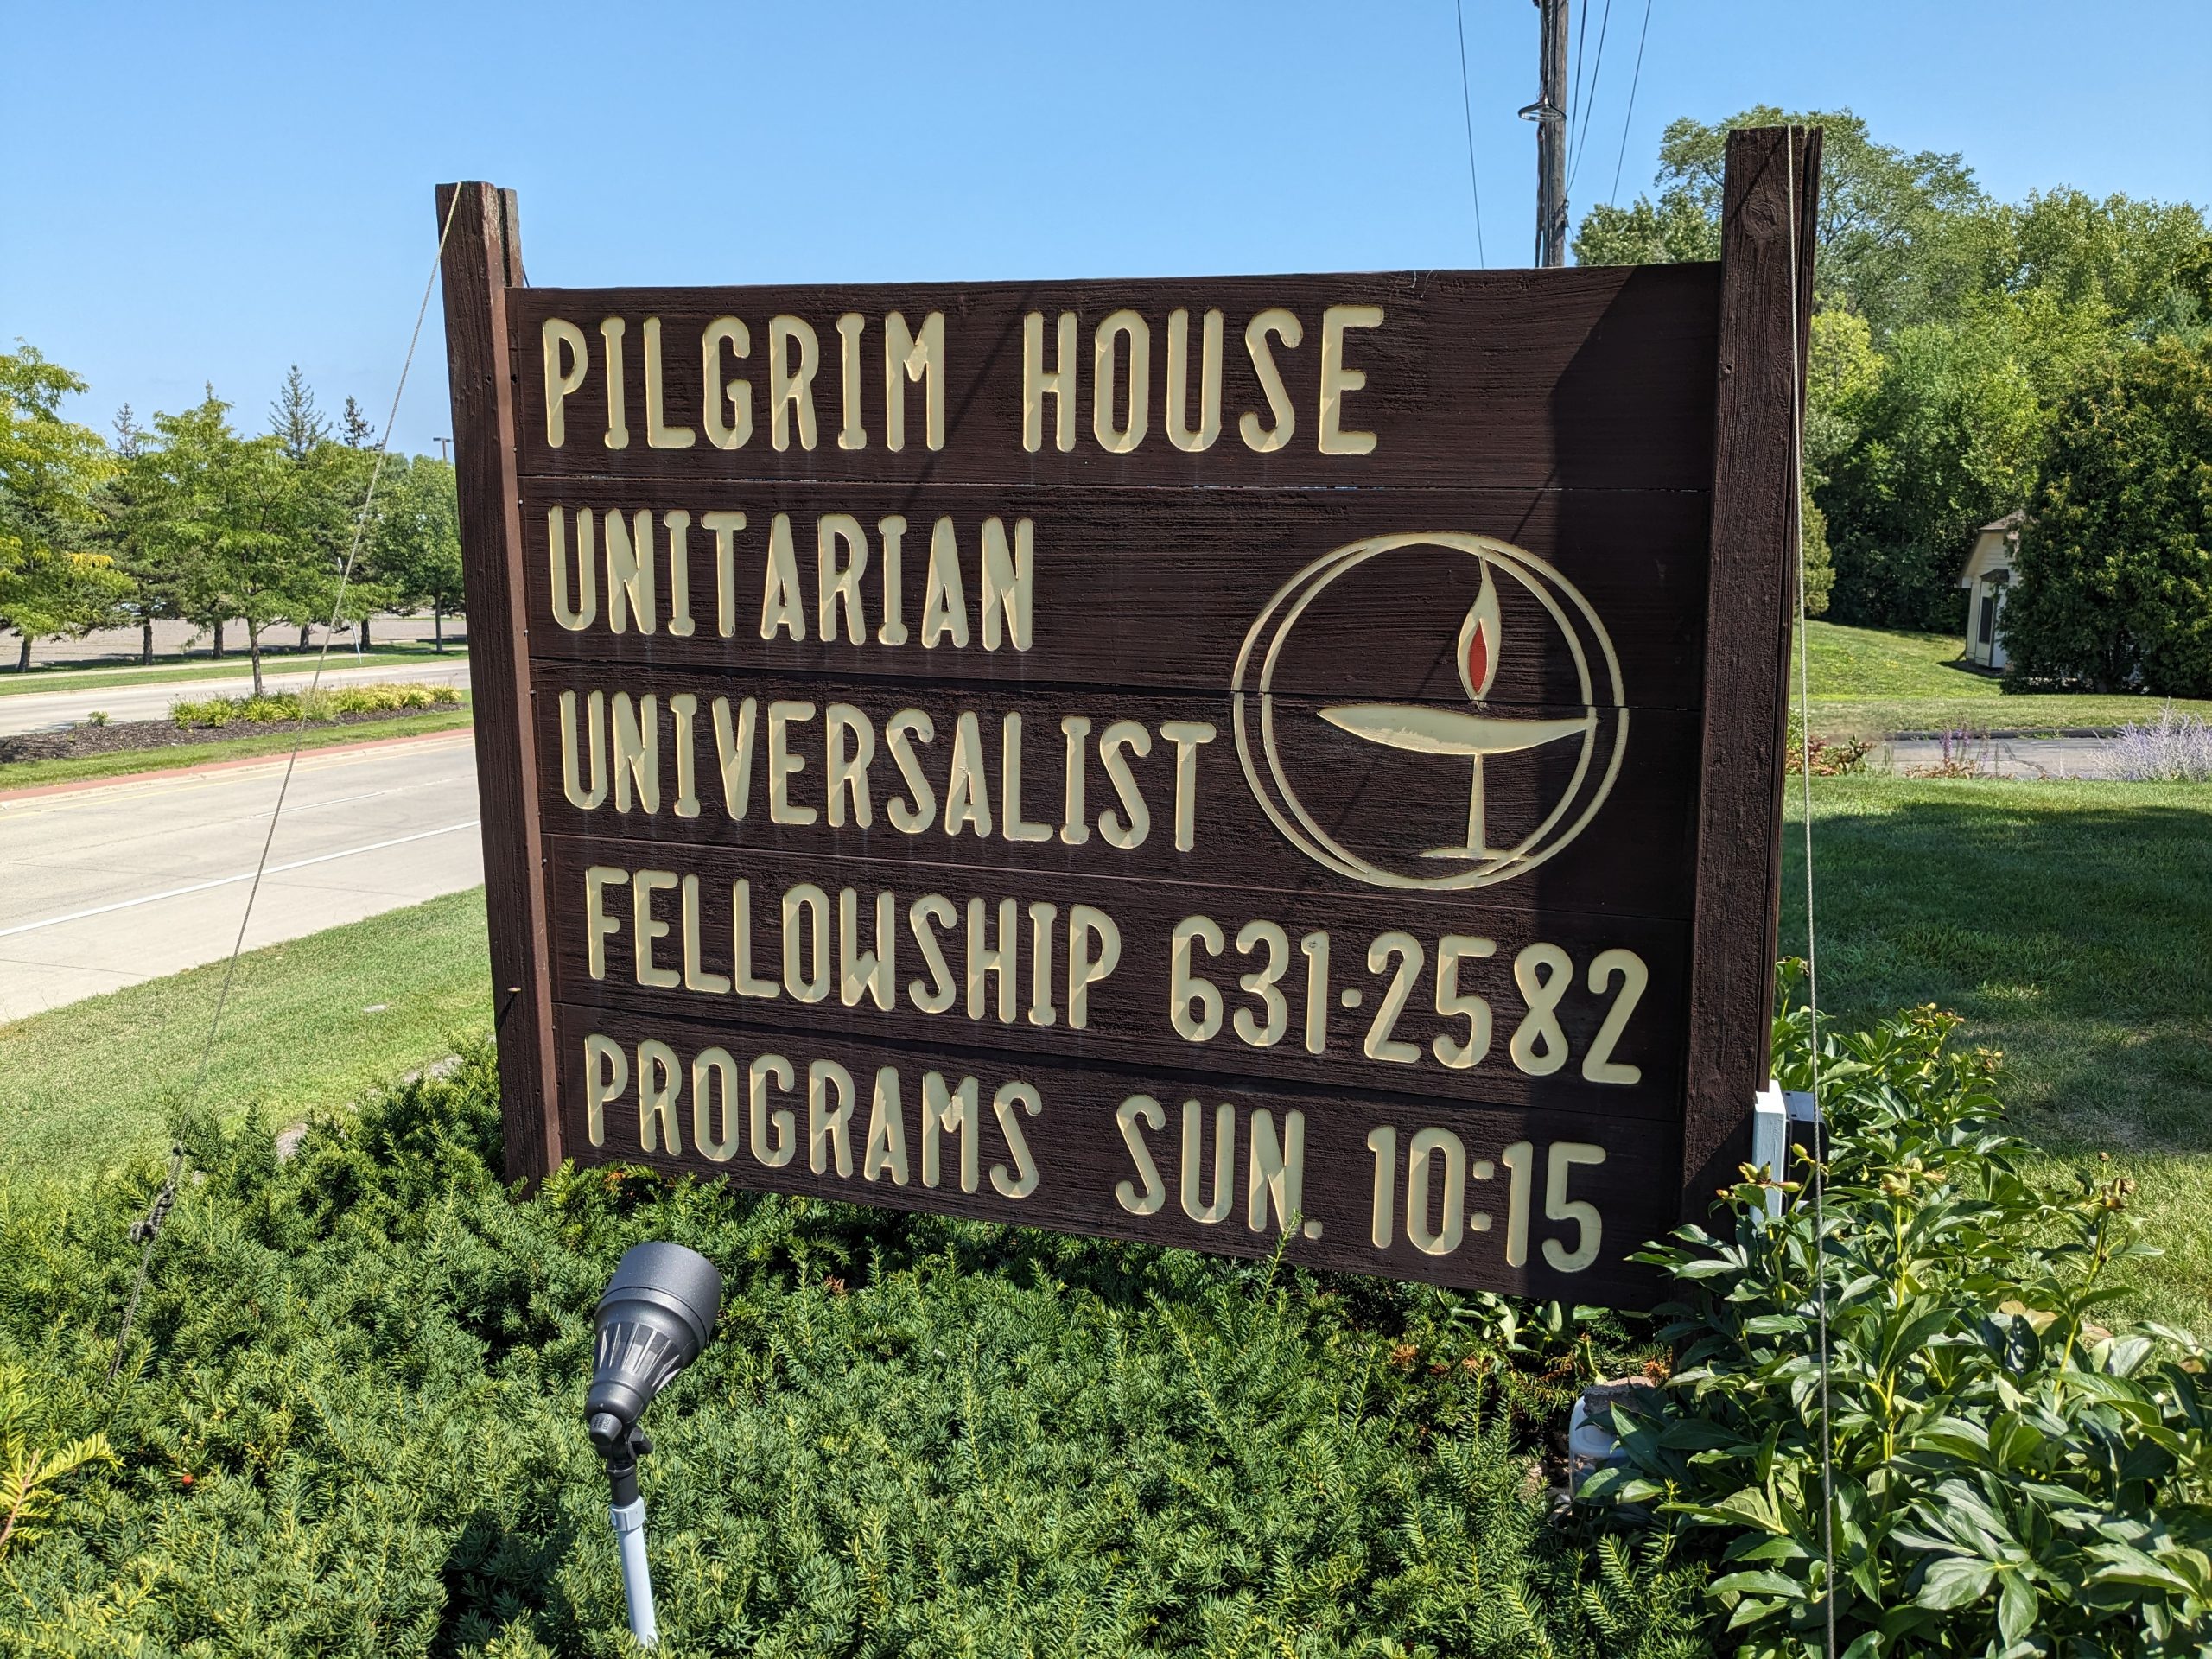 PILGRIM HOUSE
UNITARIAN
UNIVERSALIST
FELLOWSHIP 631-2582
PROGRAMS SUN. 10:15